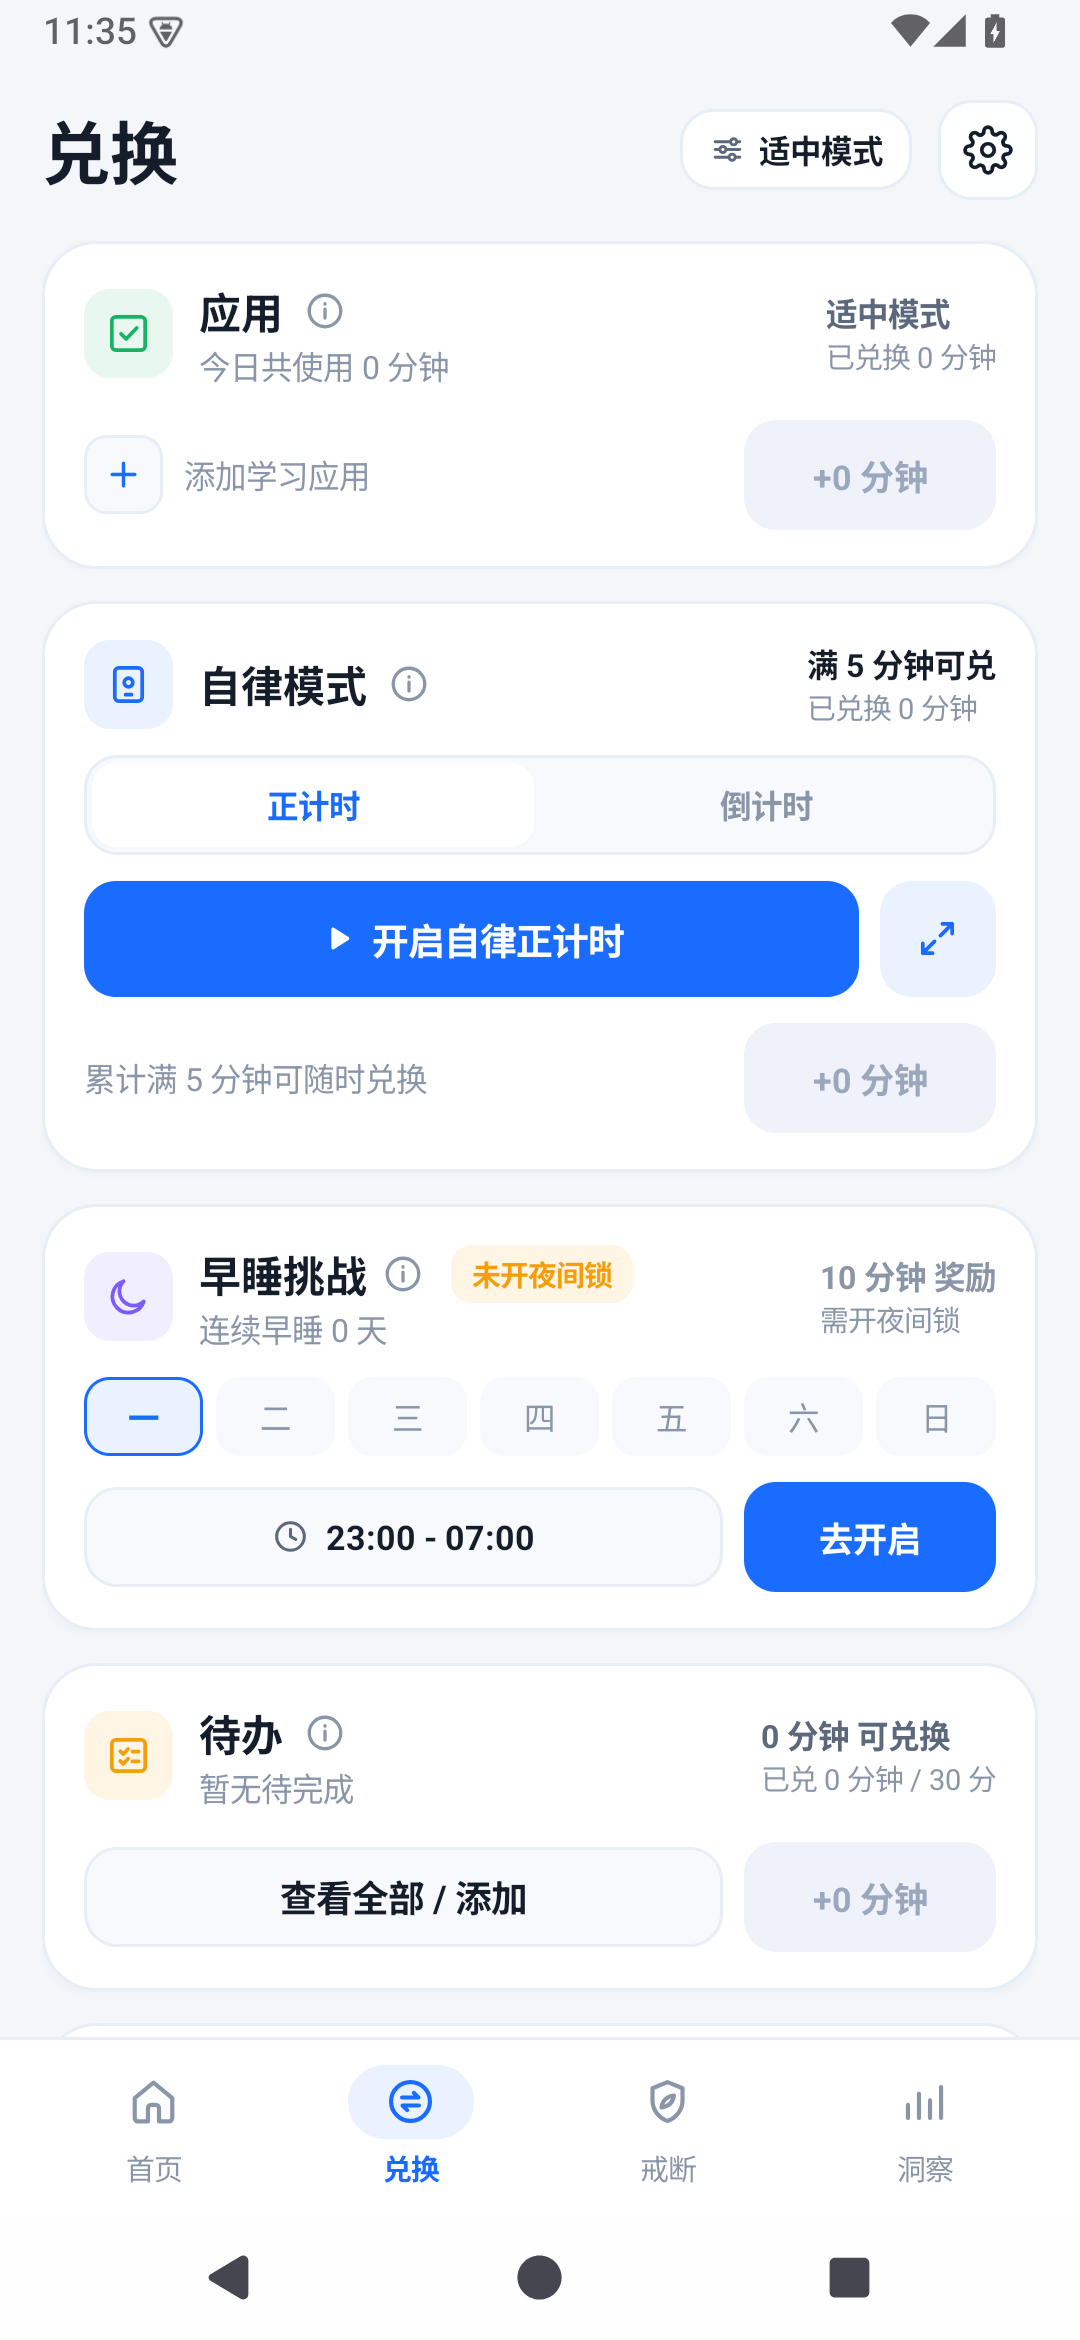 11:35
兑换
适中模式
应用
今日共使用 0 分钟
适中模式
已兑换 0 分钟
添加学习应用
+0 分钟
自律模式
满 5 分钟可兑
已兑换 0 分钟
正计时
倒计时
开启自律正计时
累计满 5 分钟可随时兑换
+0 分钟
早睡挑战
未开夜间锁
连续早睡 0 天
10 分钟 奖励
需开夜间锁
一 二 三 四 五 六 日
23:00 - 07:00
去开启
待办
暂无待完成
0 分钟 可兑换
已兑 0 分钟 / 30 分
查看全部 / 添加
+0 分钟
首页 兑换 戒断 洞察